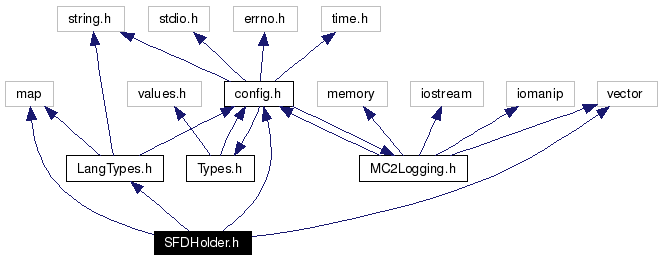 string.h
stdio.h
errno.h
time.h
map
values.h
config.h
memory
iostream
iomanip
vector
LangTypes.h
Types.h
MC2Logging.h
SFDHolder.h